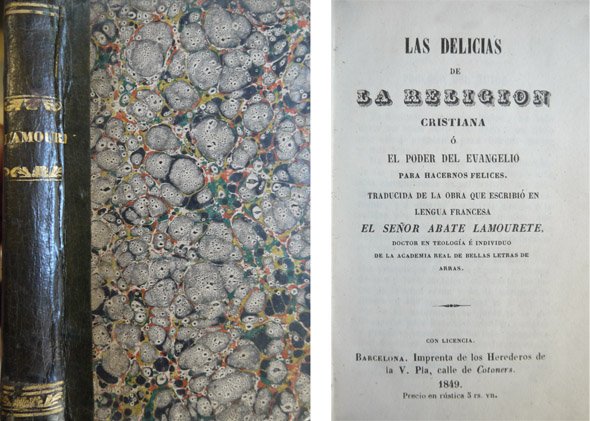 L'AMOUR
LAS DELICIAS
DE
LA RELIGION
CRISTIANA
ó
EL PODER DEL EVANGELIO
PARA HACERNOS FELICES.
TRADUCIDA DE LA OBRA QUE ESCRIBIÓ EN
LENGUA FRANCESA
EL SEÑOR ABATE LAMOURETE,
DOCTOR EN TEOLOGÍA É INDIVIDUO
DE LA ACADEMIA REAL DE BELLAS LETRAS DE
ARRAS.
CON LICENCIA.
BARCELONA. Imprenta de los Herederos de
la V. Pla, calle de Cotoners.
1849.
Precio en rústica 3 rs. vn.